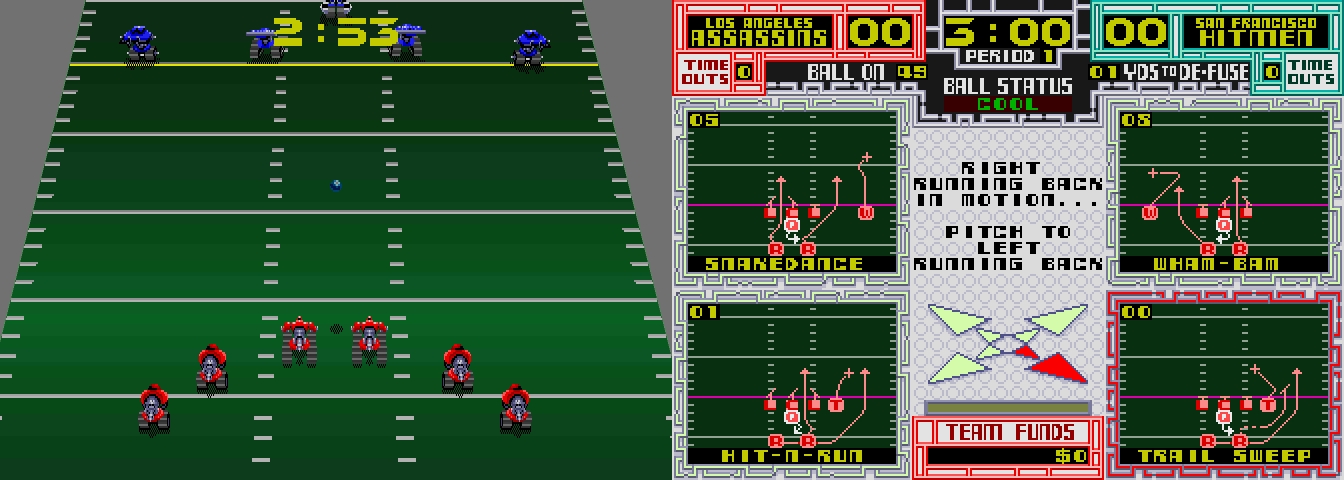 2:53
LOS ANGELES
ASSASSINS
00
3:00
PERIOD 1
00
SAN FRANCISCO
HITMEN
TIME
OUTS
0
BALL ON 49
BALL STATUS
COOL
01 YDS TO DE-FUSE
0
TIME
OUTS
05
W
Q
R R
SNAKEDANCE
RIGHT
RUNNING BACK
IN MOTION...
PITCH TO
LEFT
RUNNING BACK
08
W
Q
R R
WHAM-BAM
01
T
Q
R R
HIT-N-RUN
TEAM FUNDS
$0
00
T
Q
R R
TRAIL SWEEP